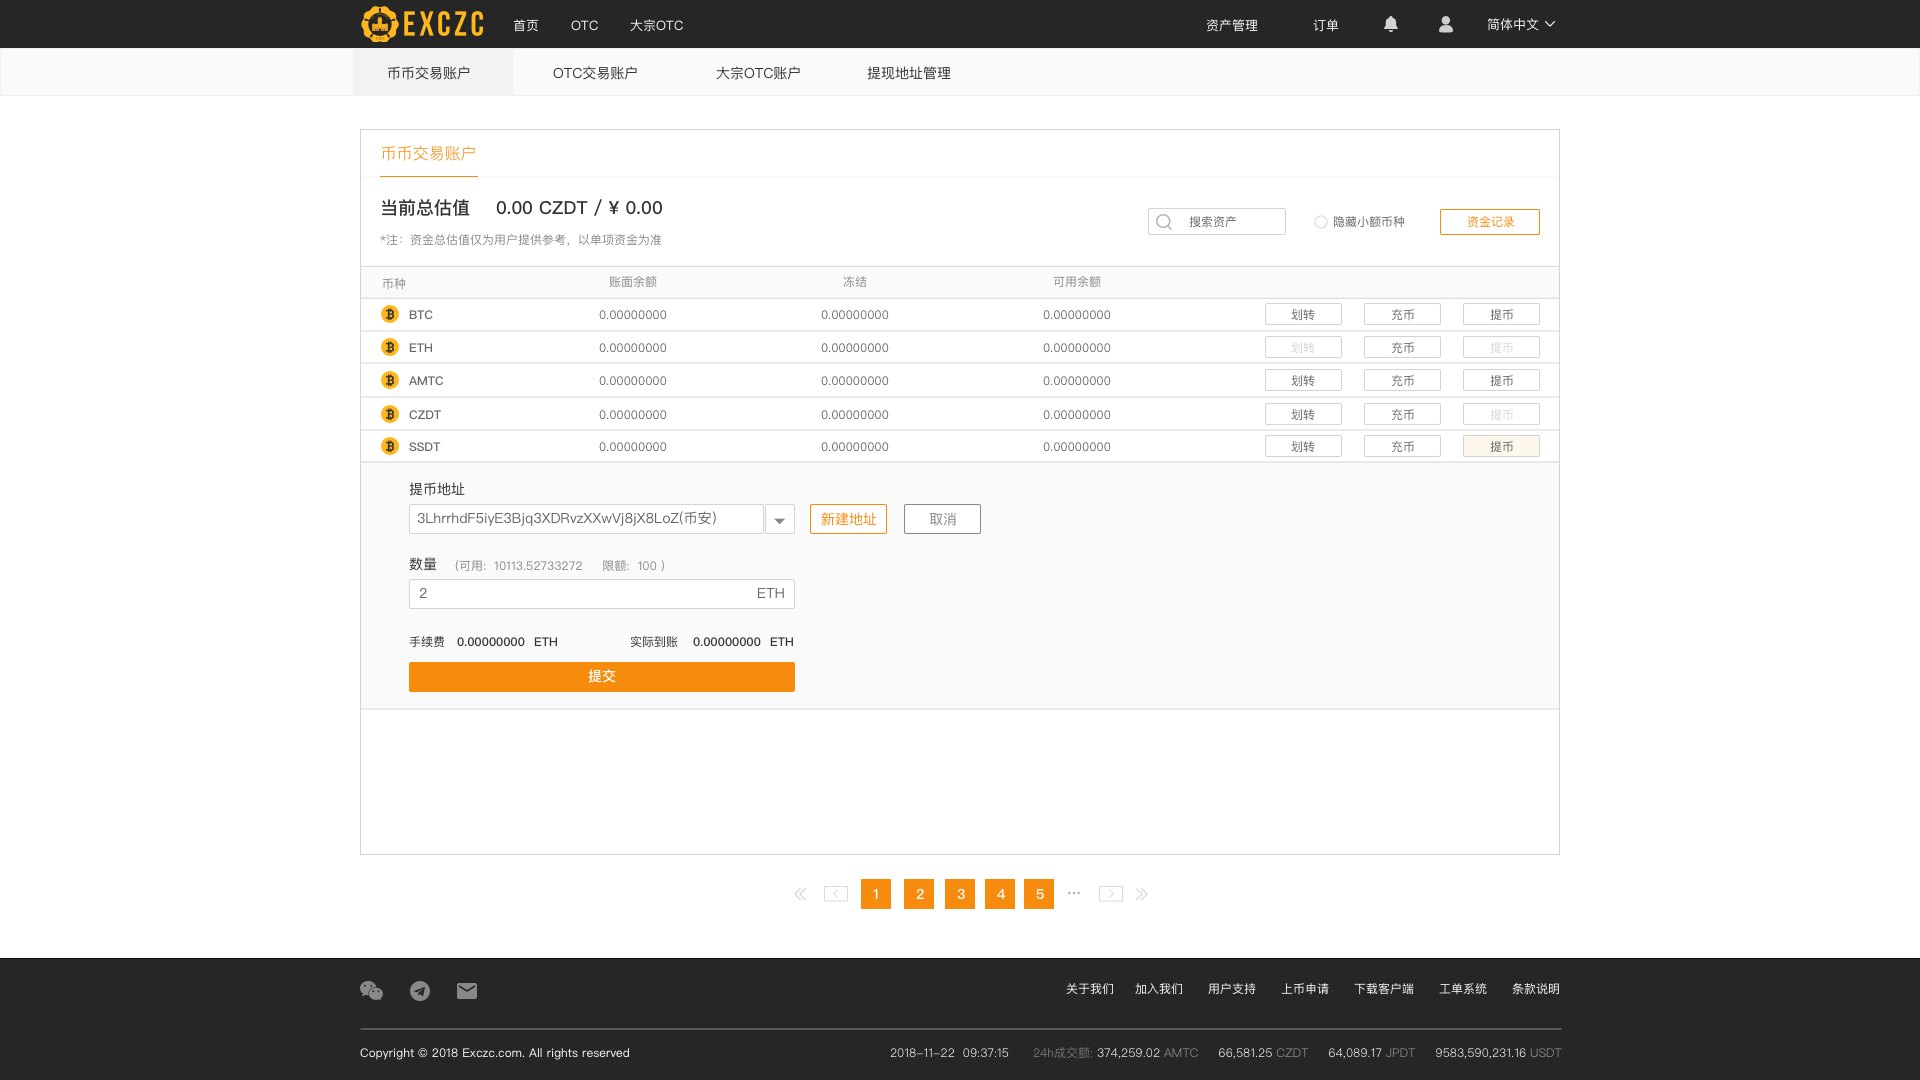 EXCZC 首页 OTC 大宗OTC 资产管理 订单 简体中文
币币交易账户 OTC交易账户 大宗OTC账户 提现地址管理
币币交易账户
当前总估值 0.00 CZDT / ¥ 0.00
搜索资产 隐藏小额币种 资金记录
*注：资金总估值仅为用户提供参考，以单项资金为准
币种 账面余额 冻结 可用余额
BTC 0.00000000 0.00000000 0.00000000 划转 充币 提币
ETH 0.00000000 0.00000000 0.00000000 划转 充币 提币
AMTC 0.00000000 0.00000000 0.00000000 划转 充币 提币
CZDT 0.00000000 0.00000000 0.00000000 划转 充币 提币
SSDT 0.00000000 0.00000000 0.00000000 划转 充币 提币
提币地址
3LhrrhdF5iyE3Bjq3XDRvzXXwVj8jX8LoZ(币安) 新建地址 取消
数量 (可用: 10113.52733272 限额: 100 )
2 ETH
手续费 0.00000000 ETH 实际到账 0.00000000 ETH
提交
1 2 3 4 5 ···
关于我们 加入我们 用户支持 上币申请 下载客户端 工单系统 条款说明
Copyright © 2018 Exczc.com. All rights reserved 2018-11-22 09:37:15 24h成交额: 374,259.02 AMTC 66,581.25 CZDT 64,089.17 JPDT 9583,590,231.16 USDT